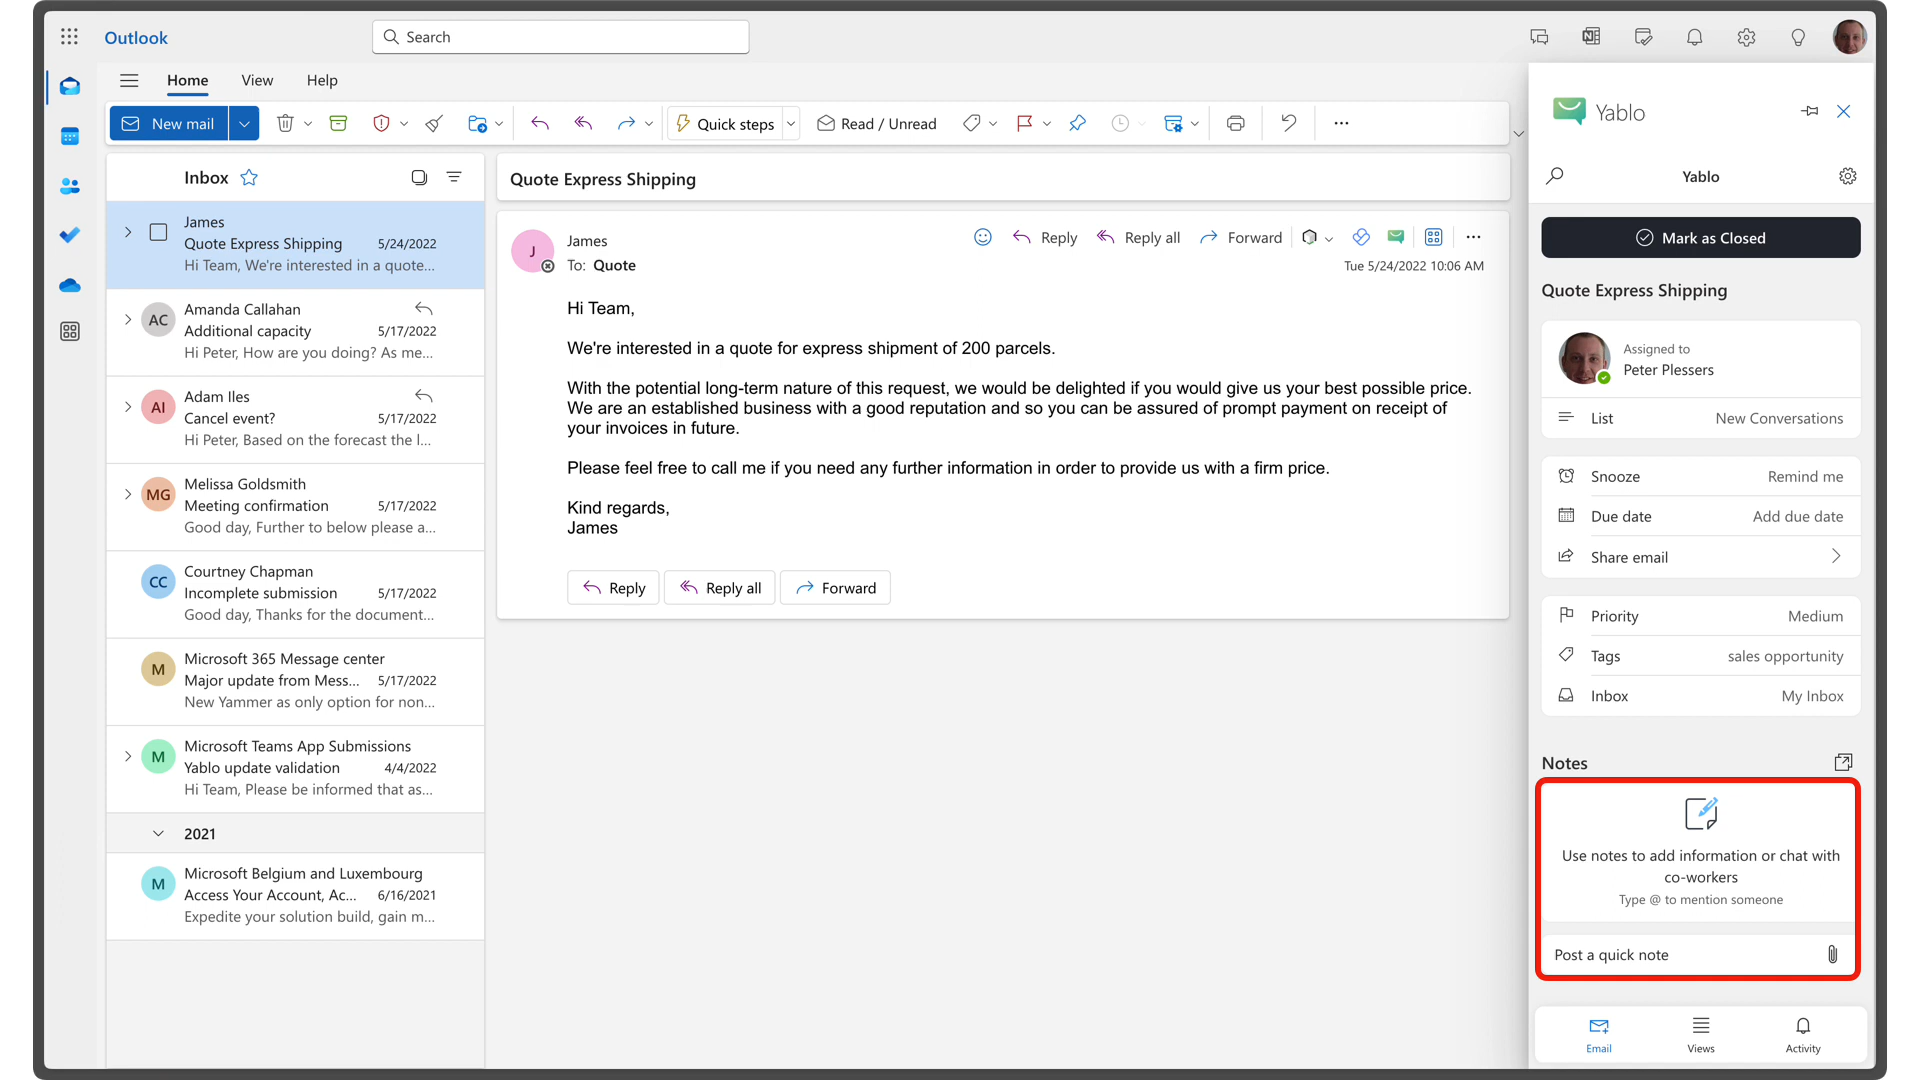 Outlook
Search
Home
View
Help
New mail
Quick steps
Read / Unread
Inbox
James
Quote Express Shipping 5/24/2022
Hi Team, We're interested in a quote...
AC
Amanda Callahan
Additional capacity 5/17/2022
Hi Peter, How are you doing? As me...
AI
Adam Iles
Cancel event? 5/17/2022
Hi Peter, Based on the forecast the l...
MG
Melissa Goldsmith
Meeting confirmation 5/17/2022
Good day, Further to below please a...
CC
Courtney Chapman
Incomplete submission 5/17/2022
Good day, Thanks for the document...
M
Microsoft 365 Message center
Major update from Mess... 5/17/2022
New Yammer as only option for non...
M
Microsoft Teams App Submissions
Yablo update validation 4/4/2022
Hi Team, Please be informed that as...
2021
M
Microsoft Belgium and Luxembourg
Access Your Account, Ac... 6/16/2021
Expedite your solution build, gain m...
Quote Express Shipping
J
James
To: Quote
Reply
Reply all
Forward
Tue 5/24/2022 10:06 AM
Hi Team,
We're interested in a quote for express shipment of 200 parcels.
With the potential long-term nature of this request, we would be delighted if you would give us your best possible price.
We are an established business with a good reputation and so you can be assured of prompt payment on receipt of
your invoices in future.
Please feel free to call me if you need any further information in order to provide us with a firm price.
Kind regards,
James
Reply
Reply all
Forward
Yablo
Yablo
Mark as Closed
Quote Express Shipping
Assigned to
Peter Plessers
List New Conversations
Snooze Remind me
Due date Add due date
Share email
Priority Medium
Tags sales opportunity
Inbox My Inbox
Notes
Use notes to add information or chat with
co-workers
Type @ to mention someone
Post a quick note
Email
Views
Activity